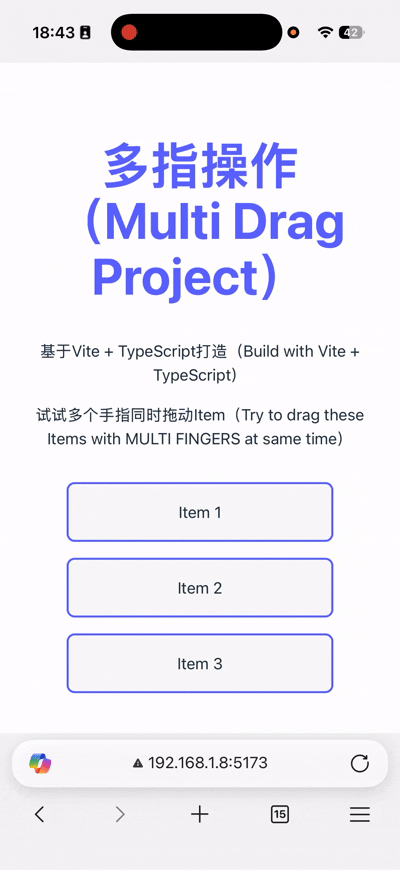 18:43
42
多指操作
（Multi Drag
Project）
基于Vite + TypeScript打造（Build with Vite +
TypeScript）
试试多个手指同时拖动Item（Try to drag these
Items with MULTI FINGERS at same time）
Item 1
Item 2
Item 3
192.168.1.8:5173
15